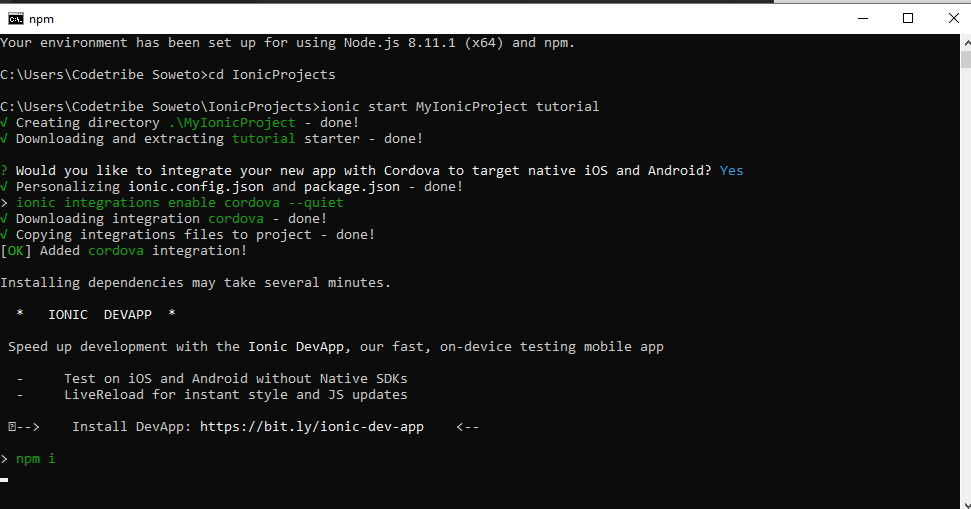 npm
Your environment has been set up for using Node.js 8.11.1 (x64) and npm.
C:\Users\Codetribe Soweto>cd IonicProjects
C:\Users\Codetribe Soweto\IonicProjects>ionic start MyIonicProject tutorial
√ Creating directory .\MyIonicProject - done!
√ Downloading and extracting tutorial starter - done!
? Would you like to integrate your new app with Cordova to target native iOS and Android? Yes
√ Personalizing ionic.config.json and package.json - done!
> ionic integrations enable cordova --quiet
√ Downloading integration cordova - done!
√ Copying integrations files to project - done!
[OK] Added cordova integration!
Installing dependencies may take several minutes.
* IONIC DEVAPP *
Speed up development with the Ionic DevApp, our fast, on-device testing mobile app
- Test on iOS and Android without Native SDKs
- LiveReload for instant style and JS updates
--> Install DevApp: https://bit.ly/ionic-dev-app <--
> npm i